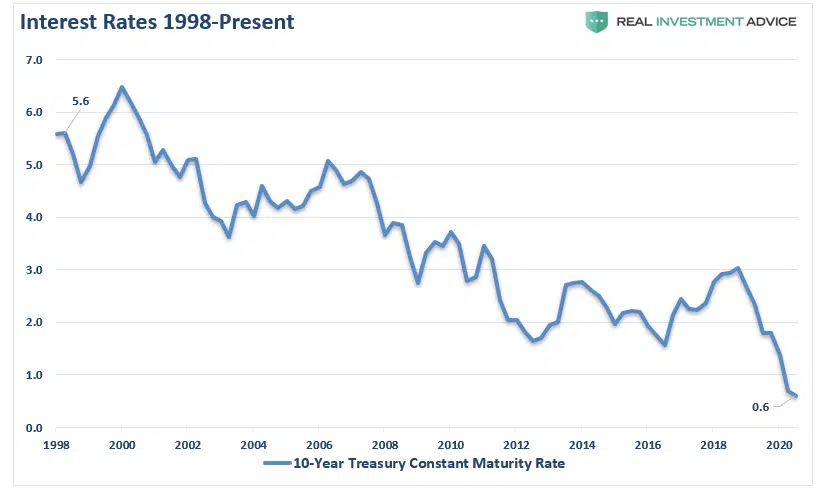 Interest Rates 1998-Present
REAL INVESTMENT ADVICE
7.0
6.0
5.0
4.0
3.0
2.0
1.0
0.0
5.6
0.6
1998 2000 2002 2004 2006 2008 2010 2012 2014 2016 2018 2020
10-Year Treasury Constant Maturity Rate